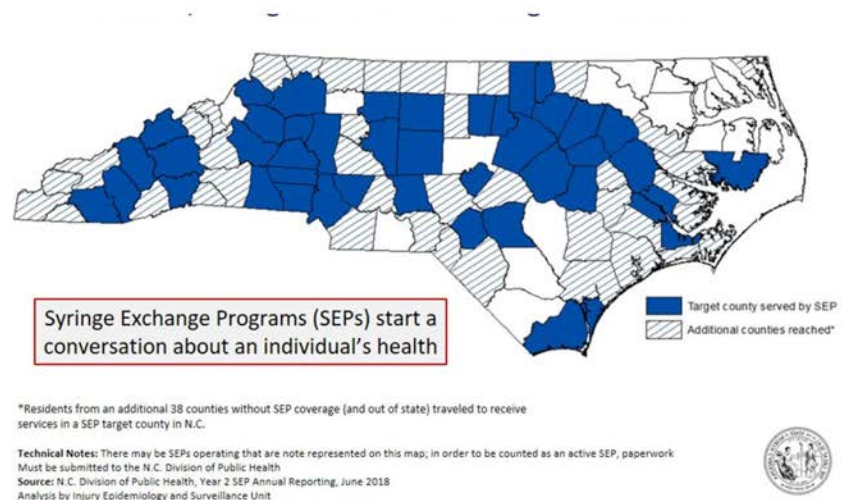 Syringe Exchange Programs (SEPs) start a
conversation about an individual's health
Target county served by SEP
Additional counties reached*
*Residents from an additional 38 counties without SEP coverage (and out of state) traveled to receive
services in a SEP target county in N.C.
Technical Notes: There may be SEPs operating that are note represented on this map; in order to be counted as an active SEP, paperwork
Must be submitted to the N.C. Division of Public Health
Source: N.C. Division of Public Health, Year 2 SEP Annual Reporting, June 2018
Analysis by Injury Epidemiology and Surveillance Unit